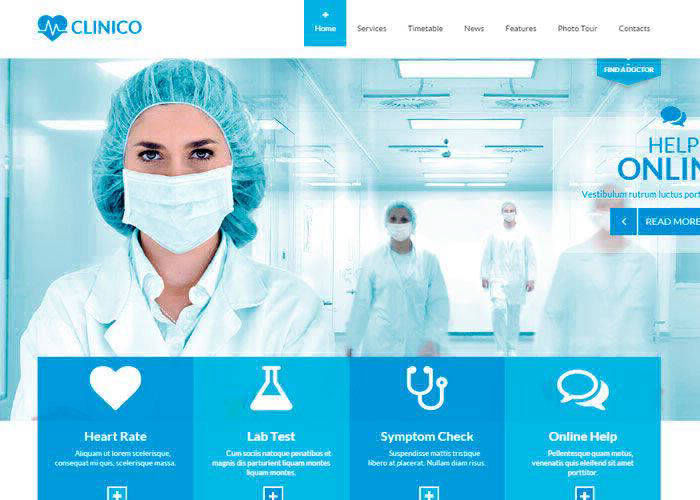 CLINICO
Home Services Timetable News Features Photo Tour Contacts
FIND A DOCTOR
HELP
ONLIN
Vestibulum rutrum luctus port
READ MORE
Heart Rate
Aliquam ut lorem scelerisque,
consequat mi quis, scelerisque massa.
Lab Test
Cum sociis natoque penatibus et
magnis dis parturient liquam montes
liquam montes.
Symptom Check
Suspendisse mattis tristique
libero at placerat. Nullam diam risus.
Online Help
Pellentesque quam metus,
venenatis quis eleifend sit amet
porttitor.